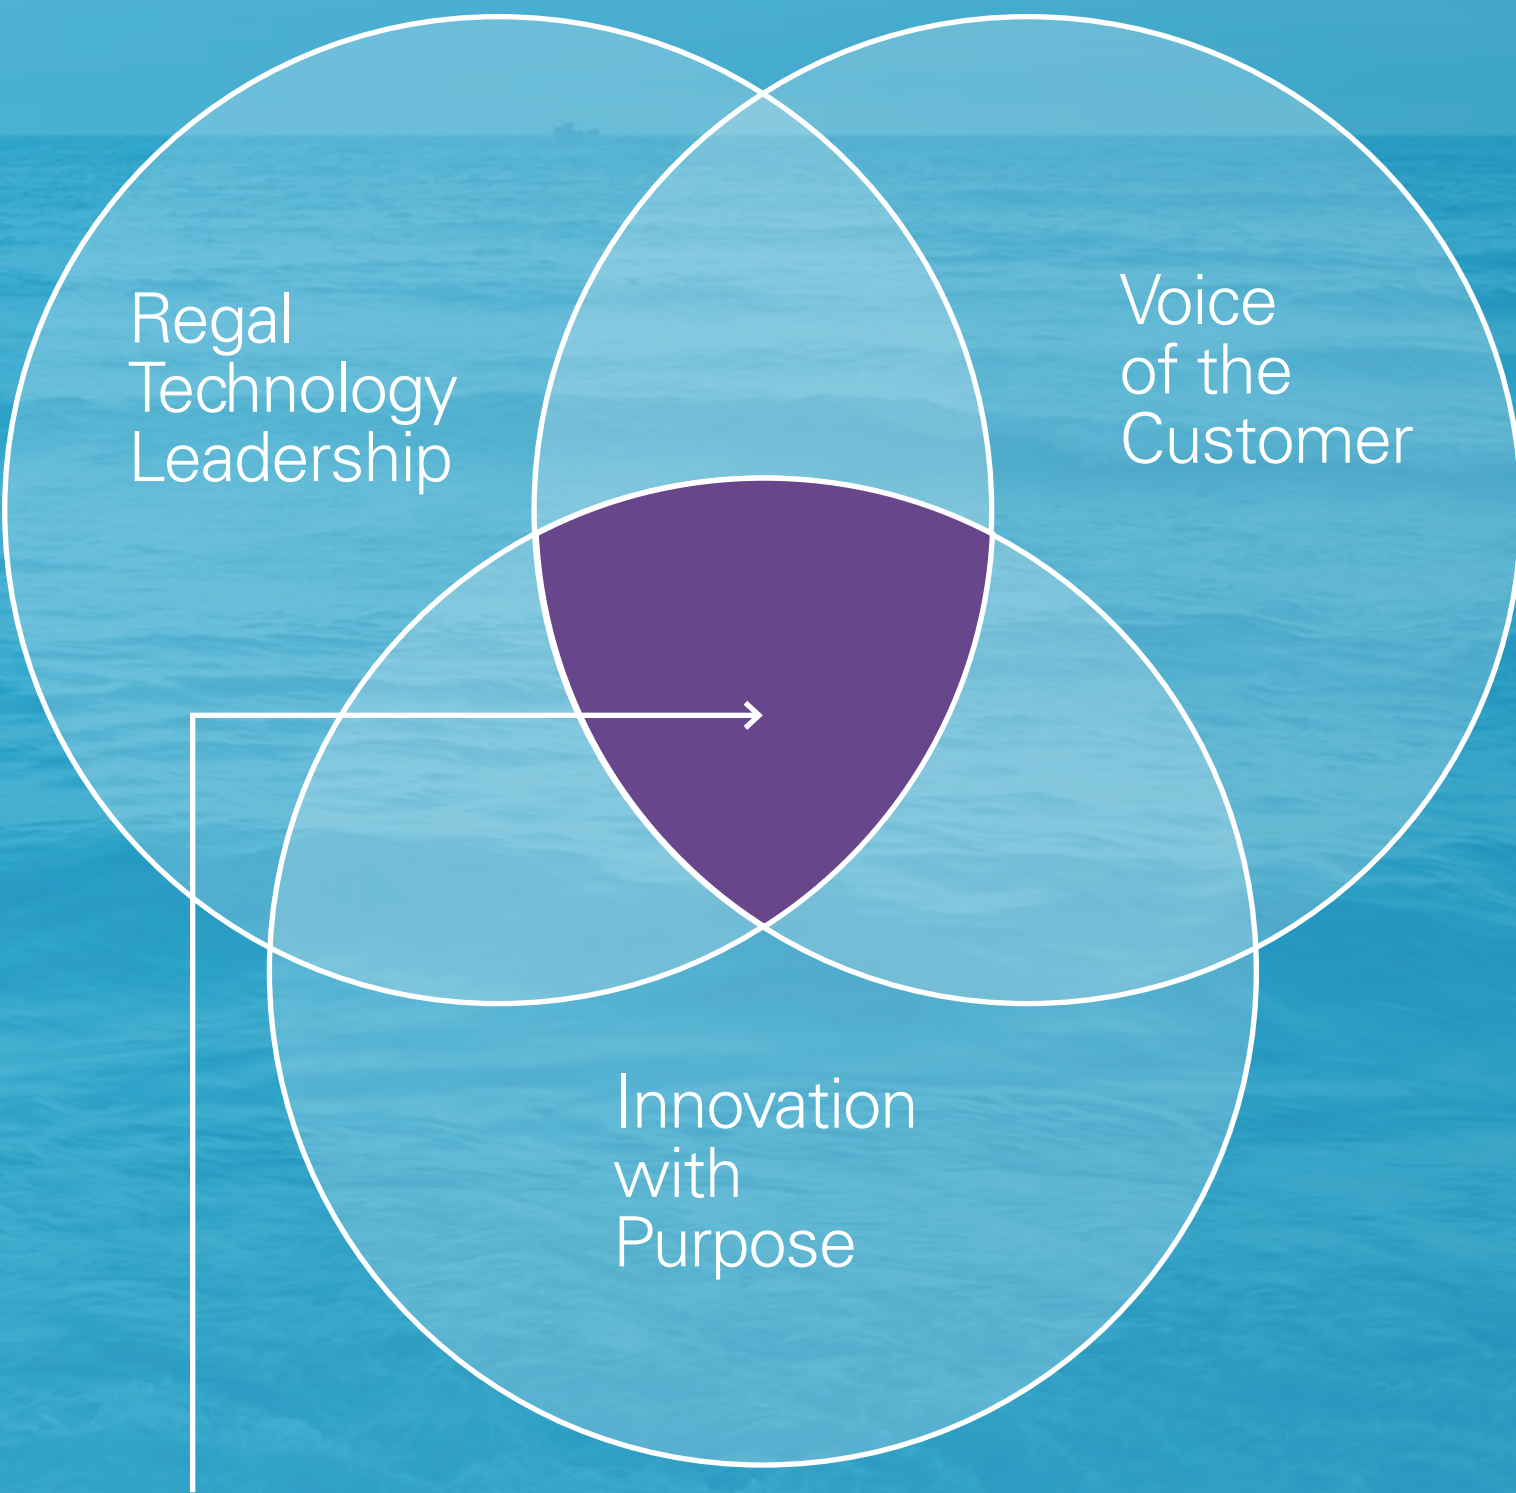 Regal
Technology
Leadership
Voice
of the
Customer
Innovation
with
Purpose